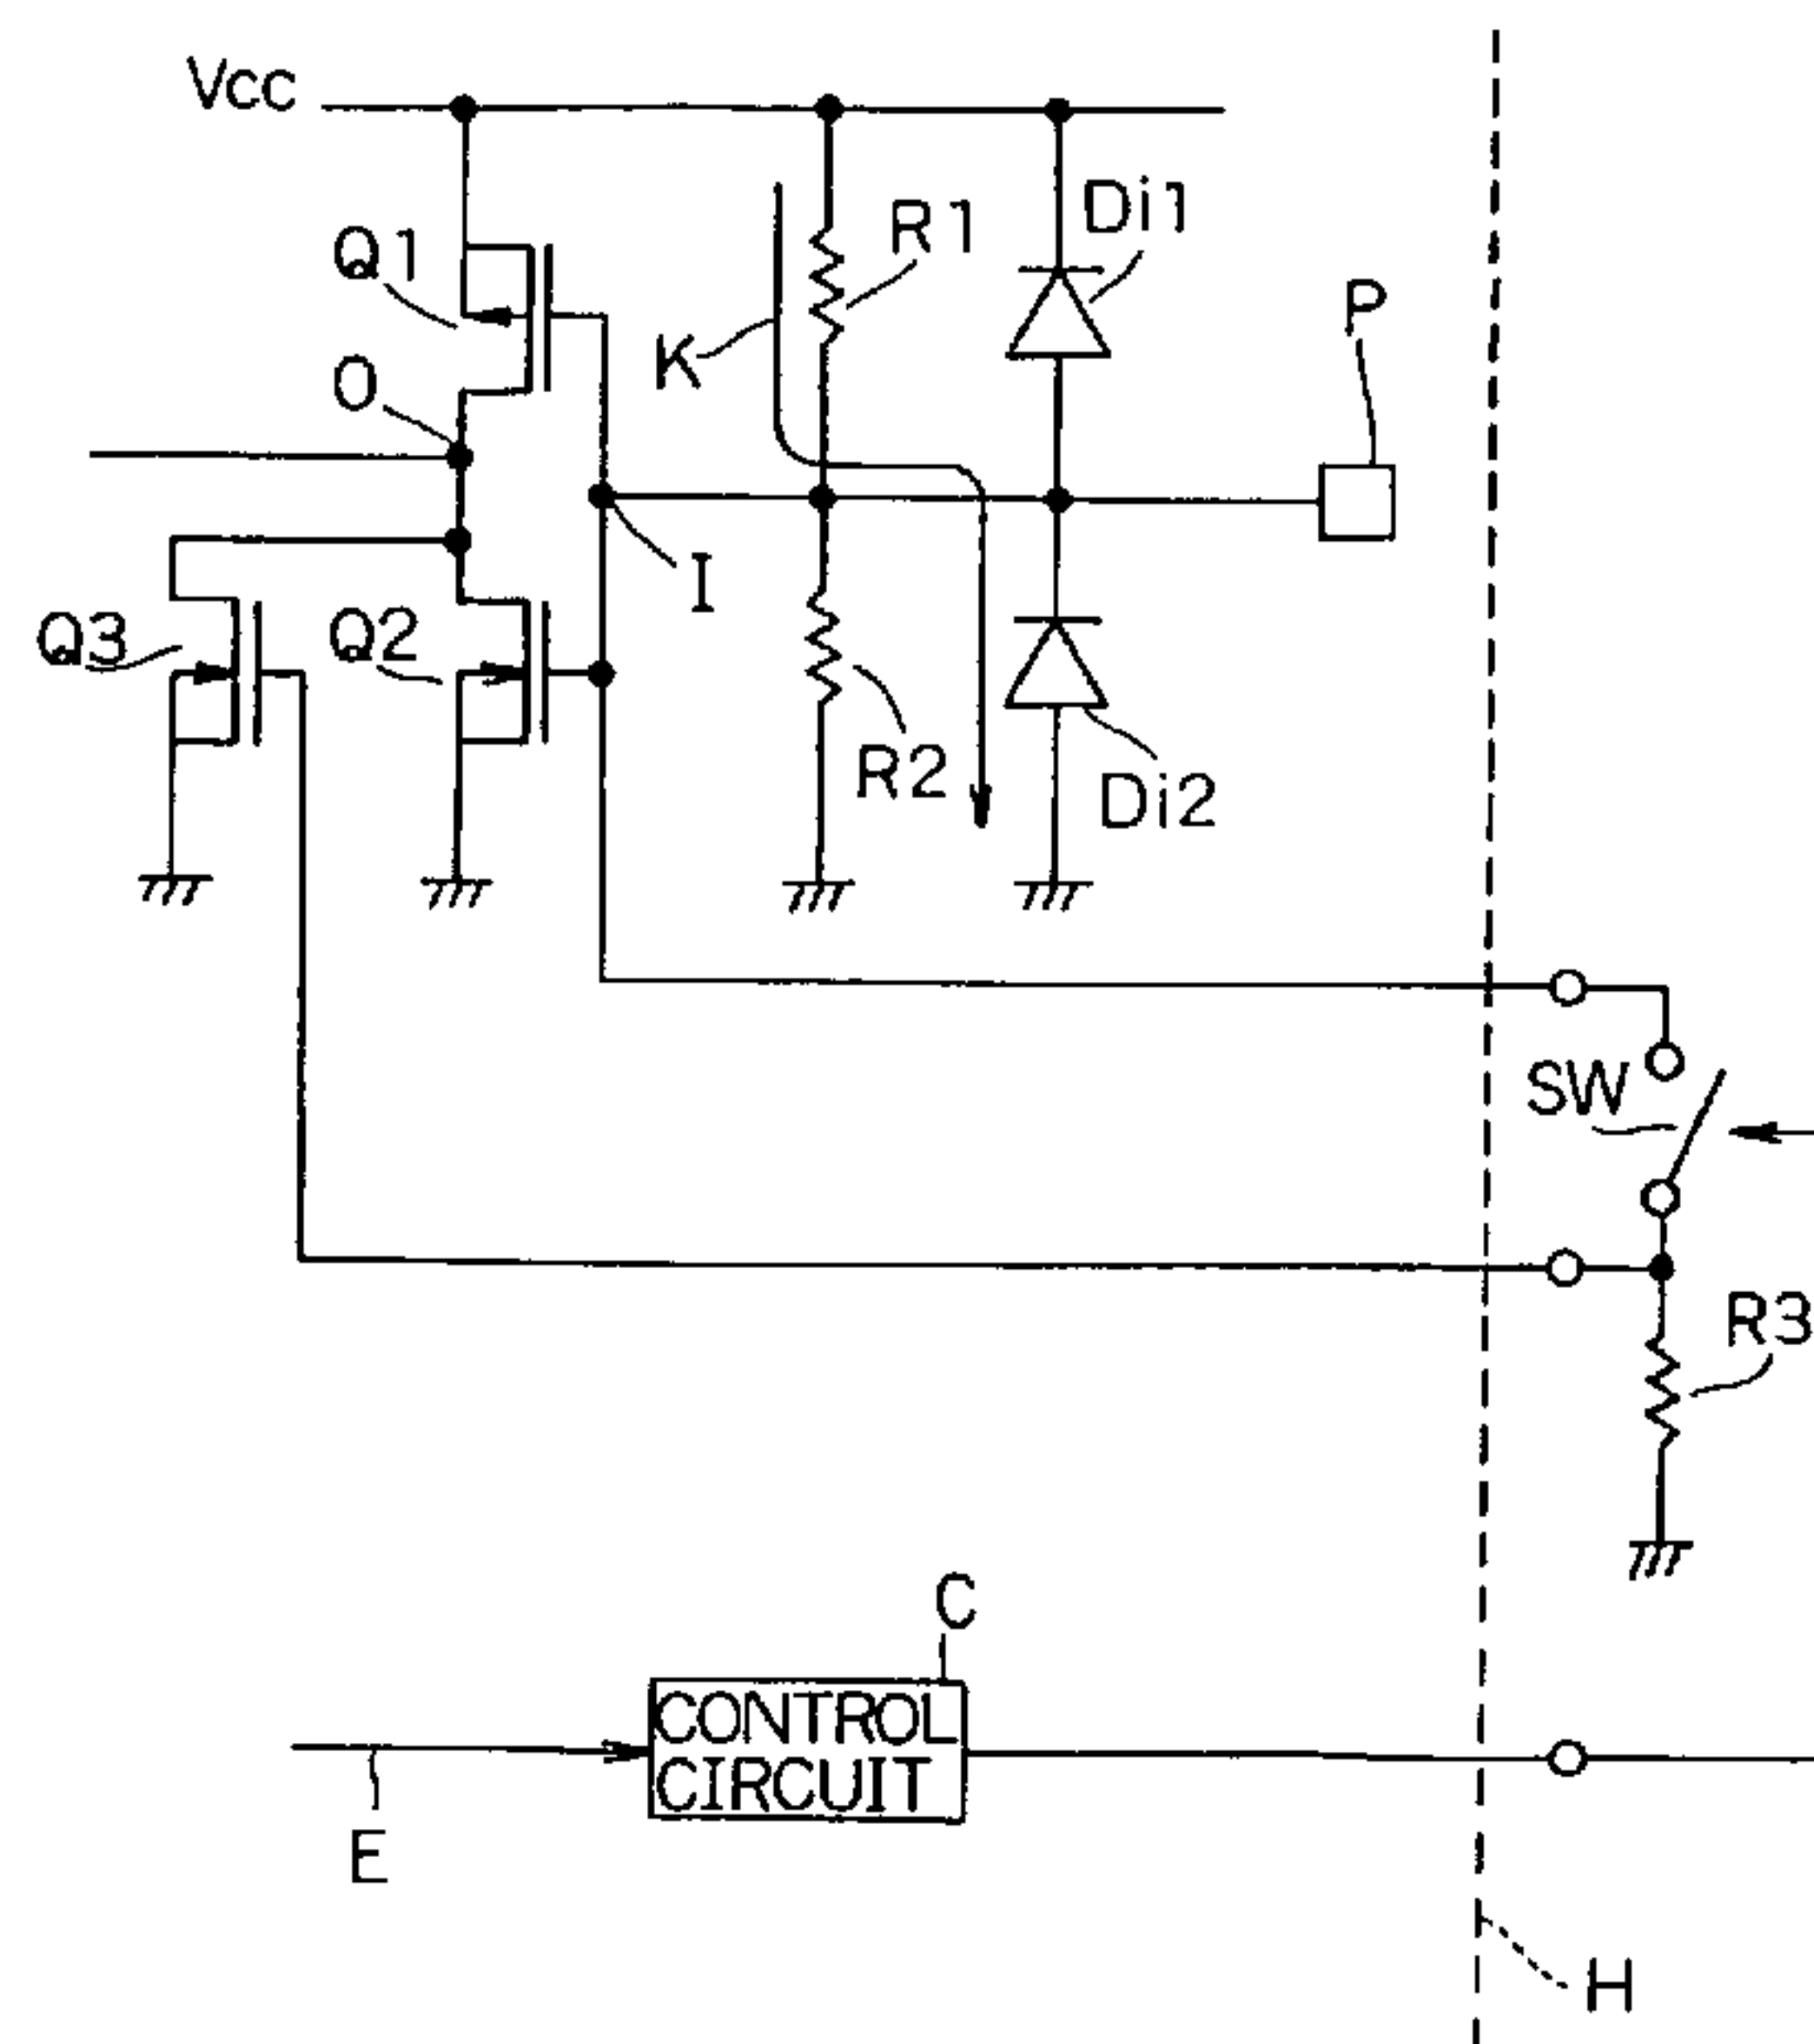 Vcc
Di1
R1
Q1
P
K
O
I
Q3
Q2
R2
Di2
SW
R3
C
CONTROL
CIRCUIT
E
H